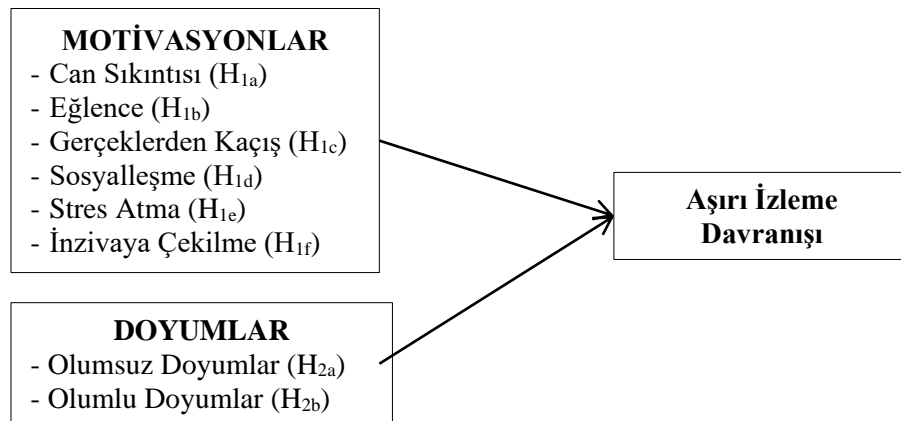 MOTİVASYONLAR
- Can Sıkıntısı (H1a)
- Eğlence (H1b)
- Gerçeklerden Kaçış (H1c)
- Sosyalleşme (H1d)
- Stres Atma (H1e)
- İnzivaya Çekilme (H1f)
Aşırı İzleme
Davranışı
DOYUMLAR
- Olumsuz Doyumlar (H2a)
- Olumlu Doyumlar (H2b)